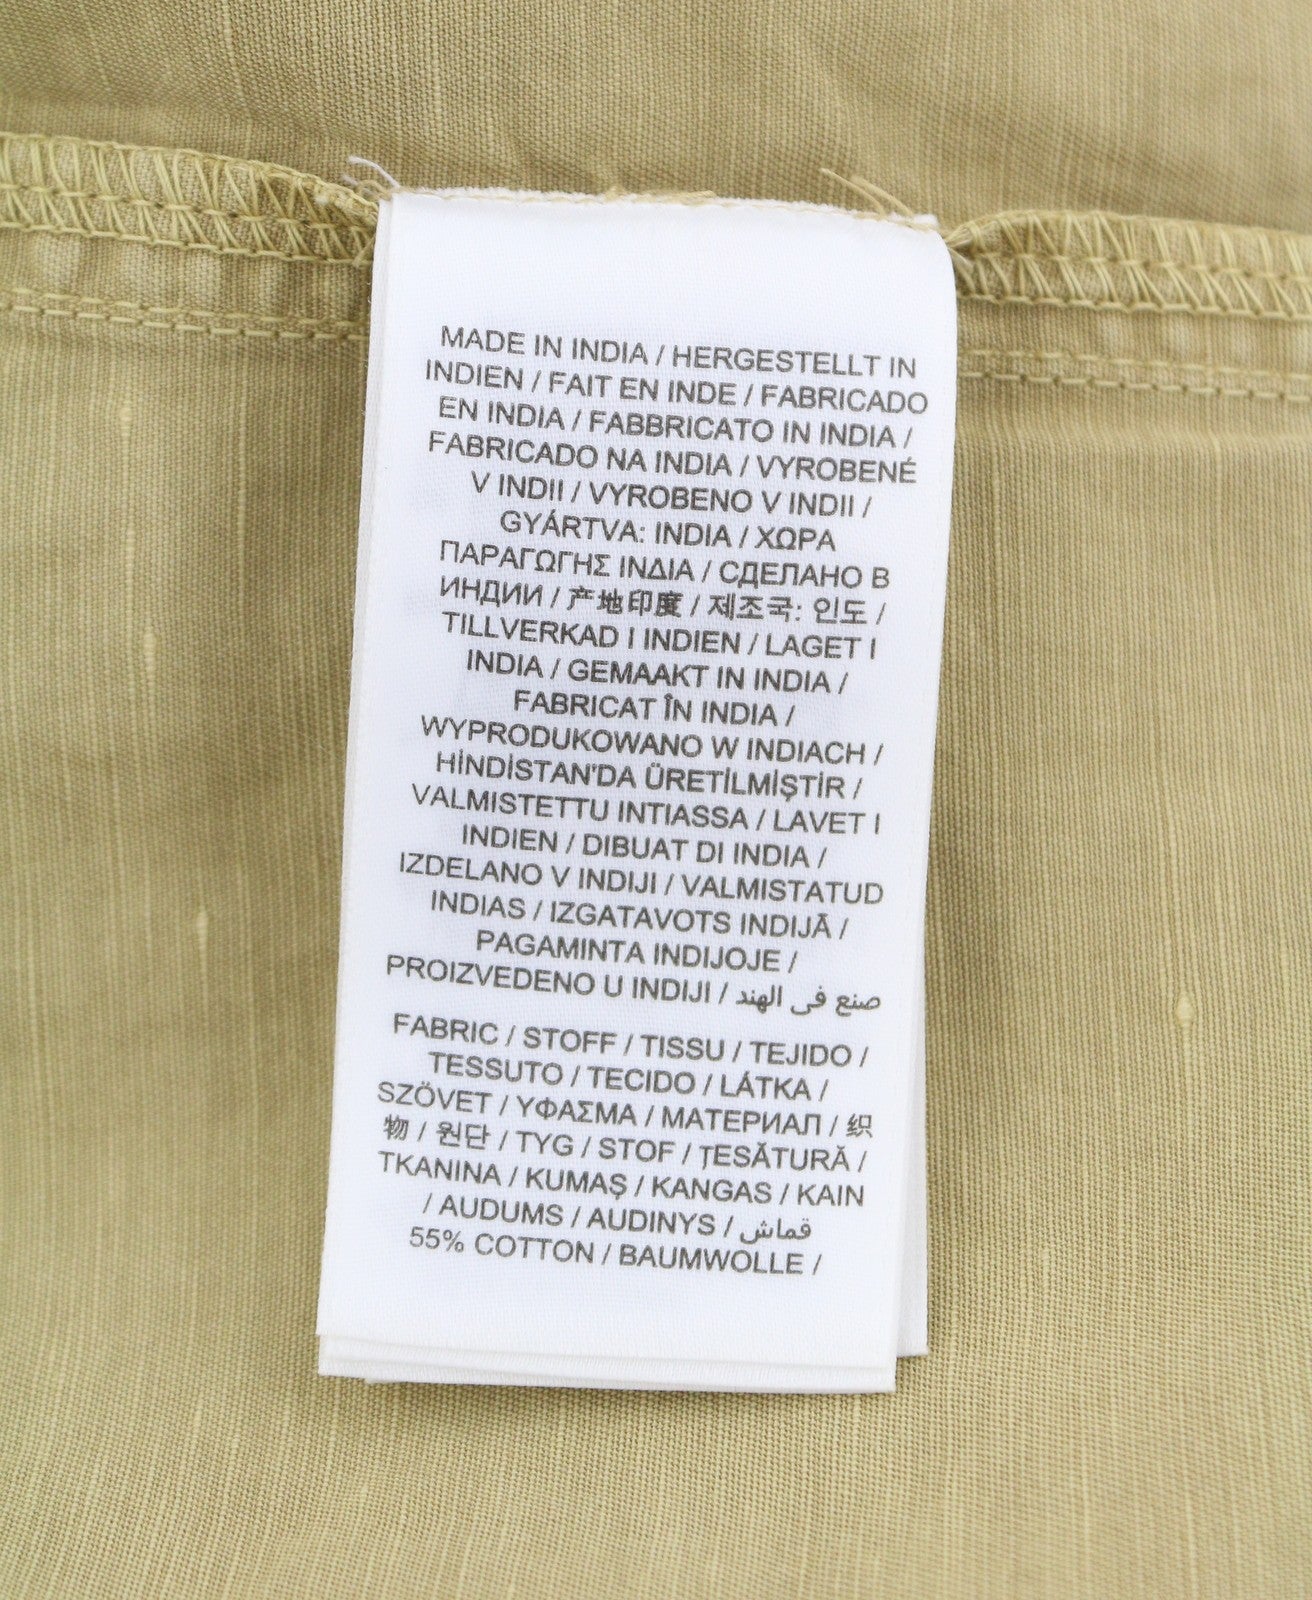 MADE IN INDIA / HERGESTELLT IN
INDIEN / FAIT EN INDE / FABRICADO
EN INDIA / FABBRICATO IN INDIA /
FABRICADO NA INDIA / VYROBENÉ
V INDII / VYROBENO V INDII /
GYÁRTVA: INDIA / ΧΩΡΑ
ΠΑΡΑΓΩΓΗΣ ΙΝΔΙΑ / СДЕЛАНО В
ИНДИИ / 产地印度 / 제조국: 인도 /
TILLVERKAD I INDIEN / LAGET I
INDIA / GEMAAKT IN INDIA /
FABRICAT ÎN INDIA /
WYPRODUKOWANO W INDIACH /
HİNDİSTAN'DA ÜRETİLMİŞTİR /
VALMISTETTU INTIASSA / LAVET I
INDIEN / DIBUAT DI INDIA /
IZDELANO V INDIJI / VALMISTATUD
INDIAS / IZGATAVOTS INDIJĀ /
PAGAMINTA INDIJOJE /
PROIZVEDENO U INDIJI / صنع في الهند
FABRIC / STOFF / TISSU / TEJIDO /
TESSUTO / TECIDO / LÁTKA /
SZÖVET / ΥΦΑΣΜΑ / МАТЕРИАЛ / 织
物 / 원단 / TYG / STOF / ȚESĂTURĂ /
TKANINA / KUMAŞ / KANGAS / KAIN
/ AUDUMS / AUDINYS / قماش
55% COTTON / BAUMWOLLE /